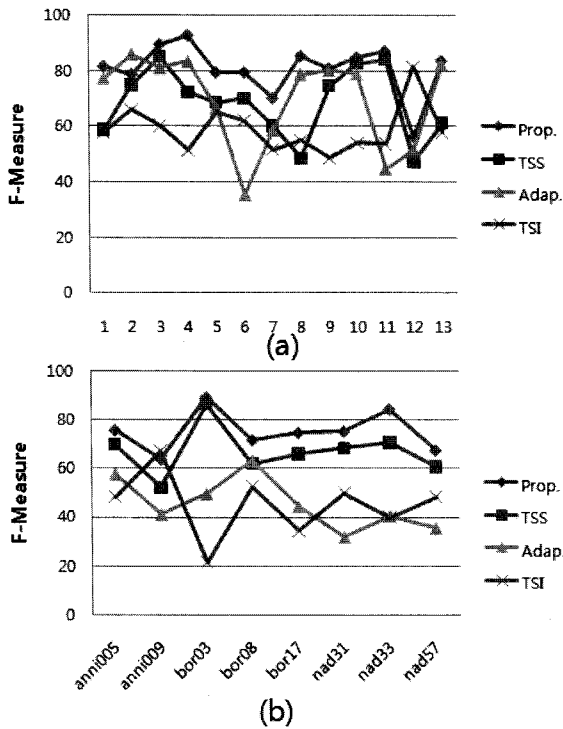 100
80
60
40
20
0
F-Measure
1 2 3 4 5 6 7 8 9 10 11 12 13
Prop.
TSS
Adap.
TSI
(a)
100
80
60
40
20
0
F-Measure
anni005 anni009 bor03 bor08 bor17 nad31 nad33 nad57
Prop.
TSS
Adap.
TSI
(b)